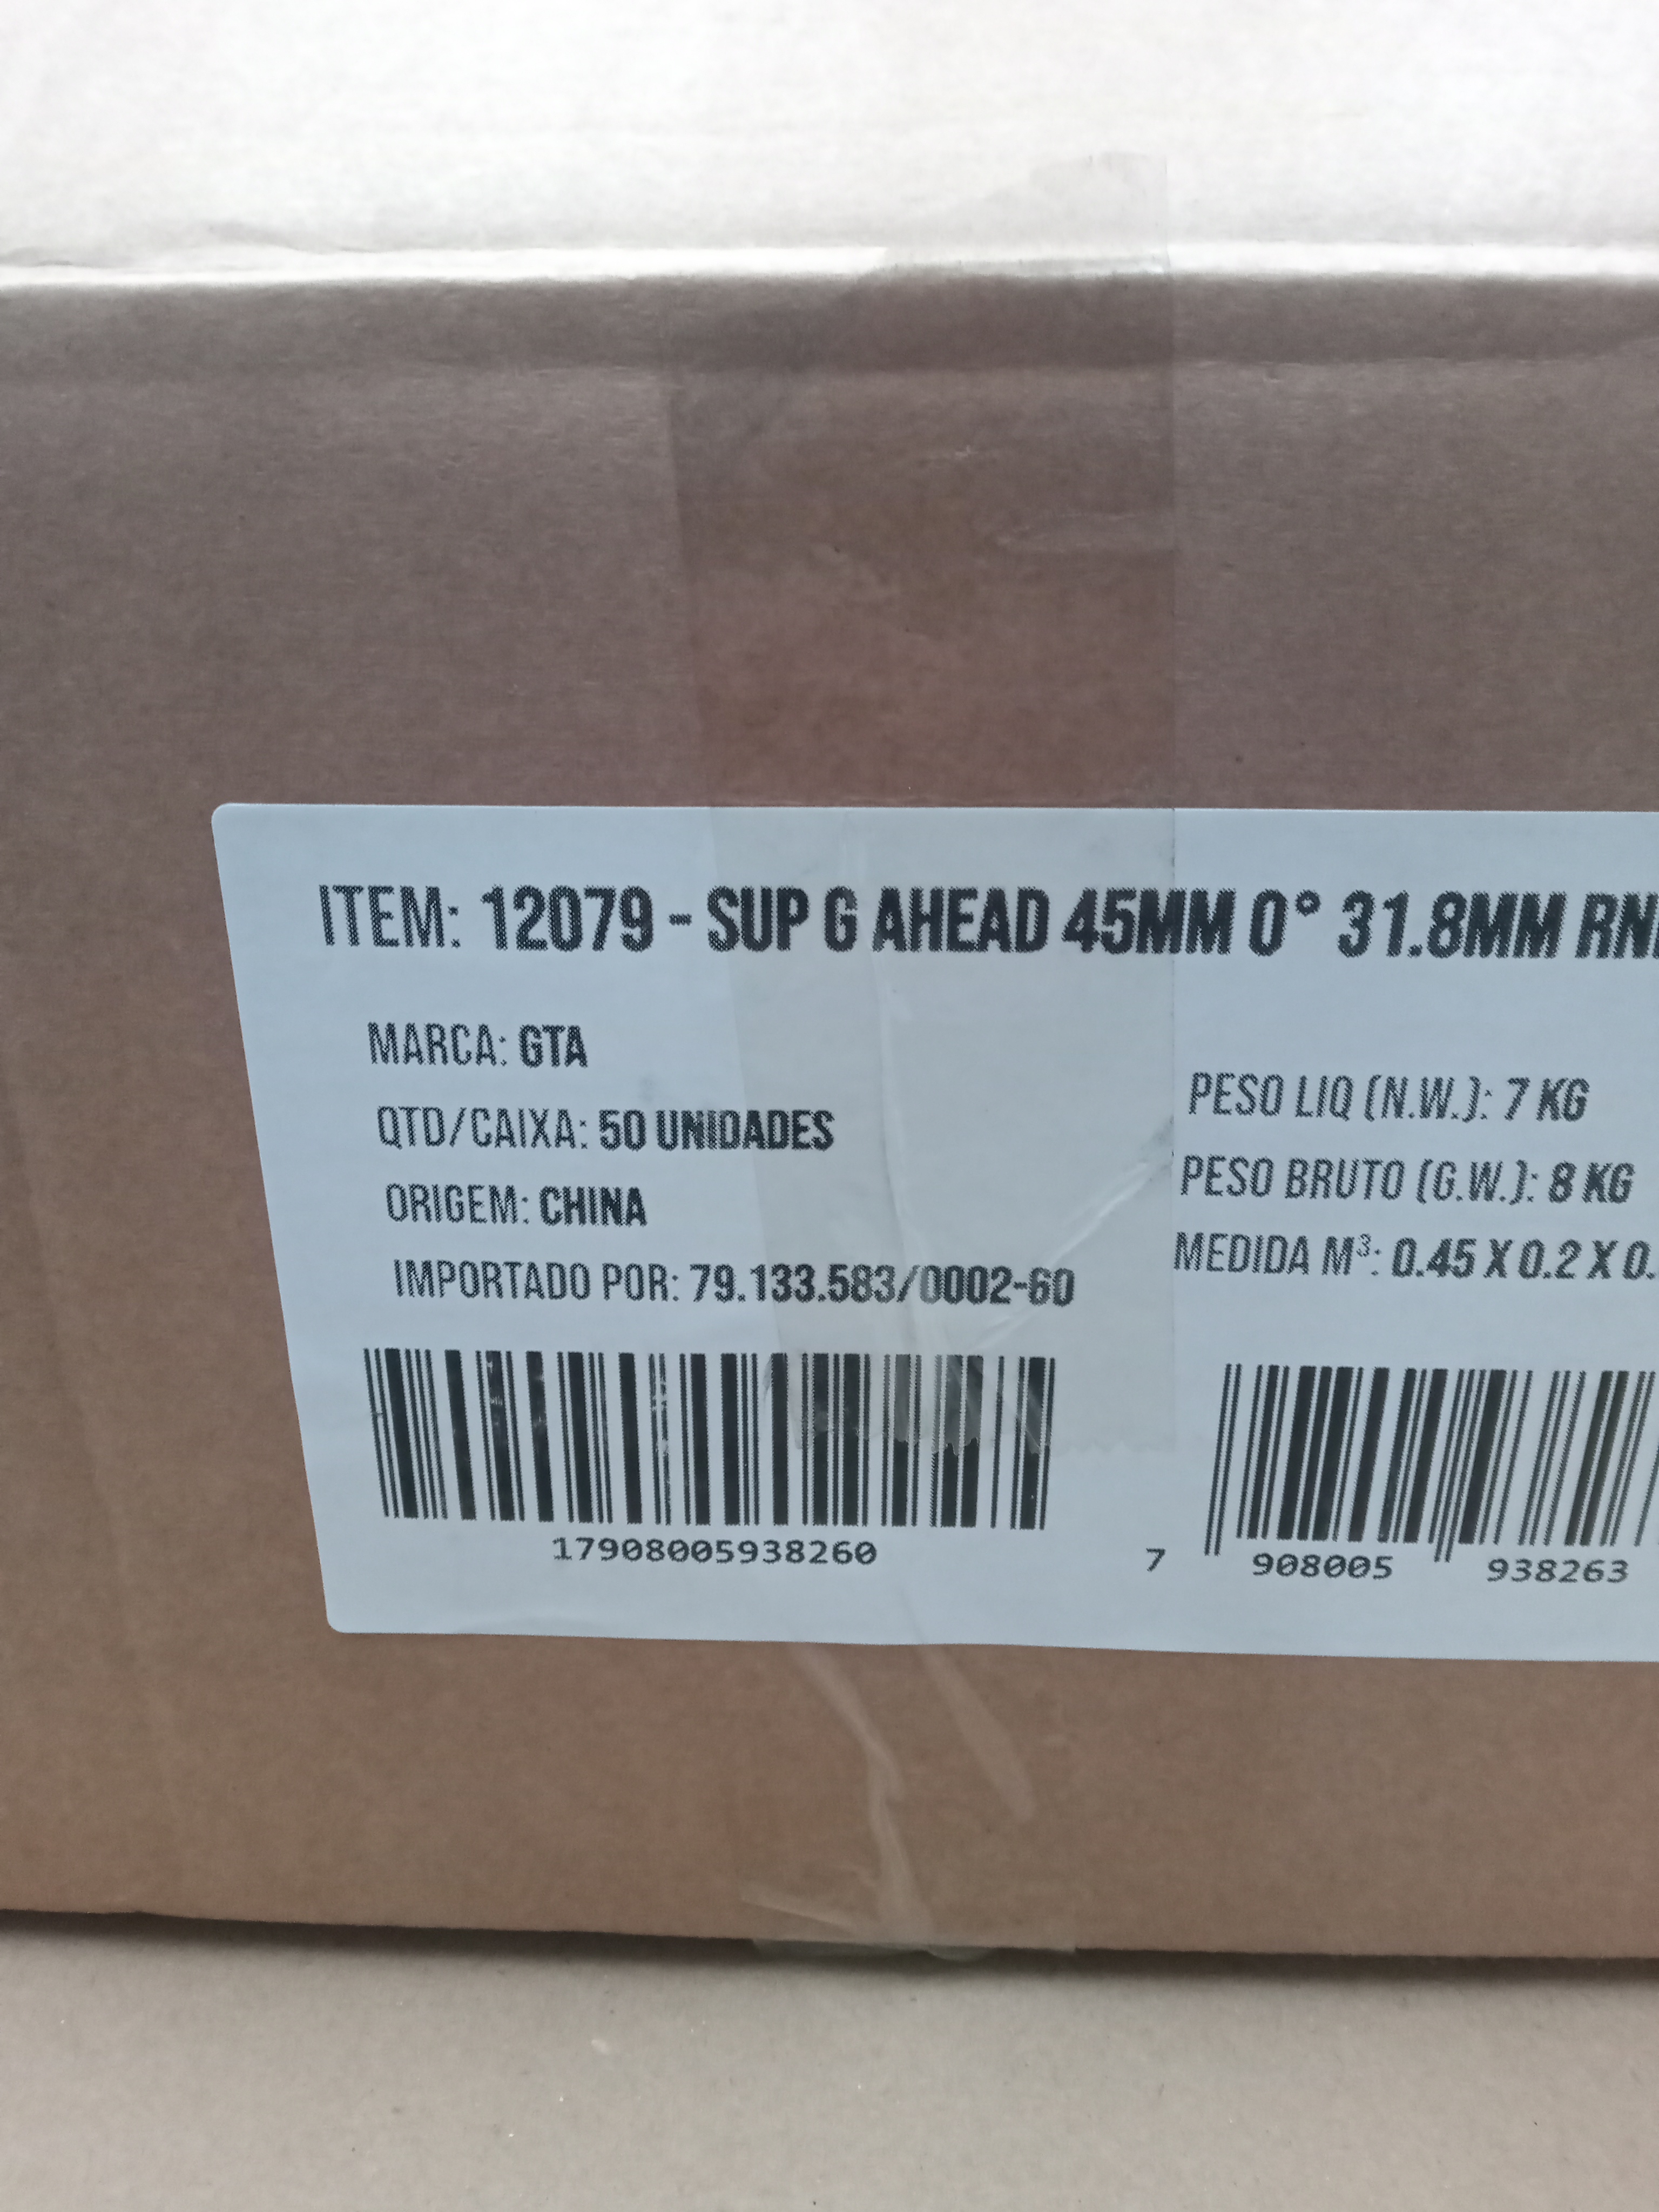 ITEM: 12079 - SUP G AHEAD 45MM 0° 31.8MM
MARCA: GTA
QTD/CAIXA: 50 UNIDADES
ORIGEM: CHINA
IMPORTADO POR: 79.133.583/0002-60
PESO LIQ (N.W.): 7 KG
PESO BRUTO (G.W.): 8 KG
MEDIDA M³: 0.45 X 0.2 X 0.
17908005938260
7 908005 938263